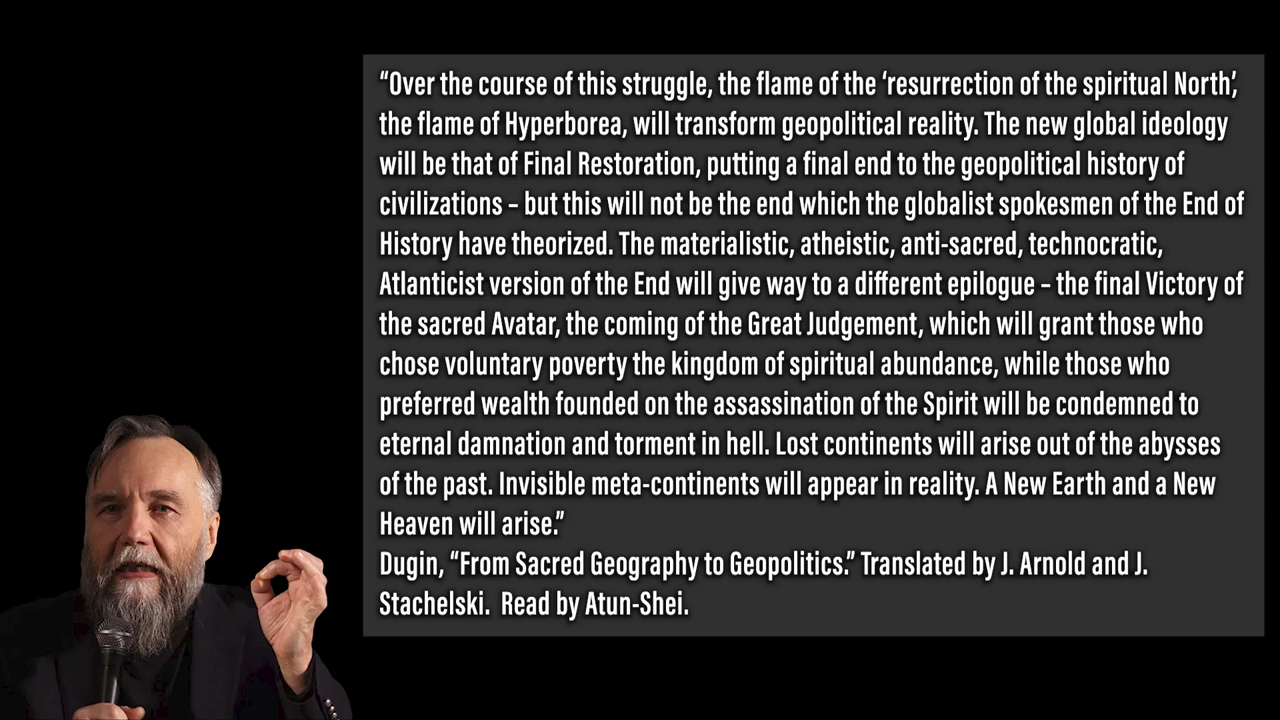 “Over the course of this struggle, the flame of the ‘resurrection of the spiritual North’,
the flame of Hyperborea, will transform geopolitical reality. The new global ideology
will be that of Final Restoration, putting a final end to the geopolitical history of
civilizations – but this will not be the end which the globalist spokesmen of the End of
History have theorized. The materialistic, atheistic, anti-sacred, technocratic,
Atlanticist version of the End will give way to a different epilogue – the final Victory of
the sacred Avatar, the coming of the Great Judgement, which will grant those who
chose voluntary poverty the kingdom of spiritual abundance, while those who
preferred wealth founded on the assassination of the Spirit will be condemned to
eternal damnation and torment in hell. Lost continents will arise out of the abysses
of the past. Invisible meta-continents will appear in reality. A New Earth and a New
Heaven will arise.”
Dugin, “From Sacred Geography to Geopolitics.” Translated by J. Arnold and J.
Stachelski.  Read by Atun-Shei.